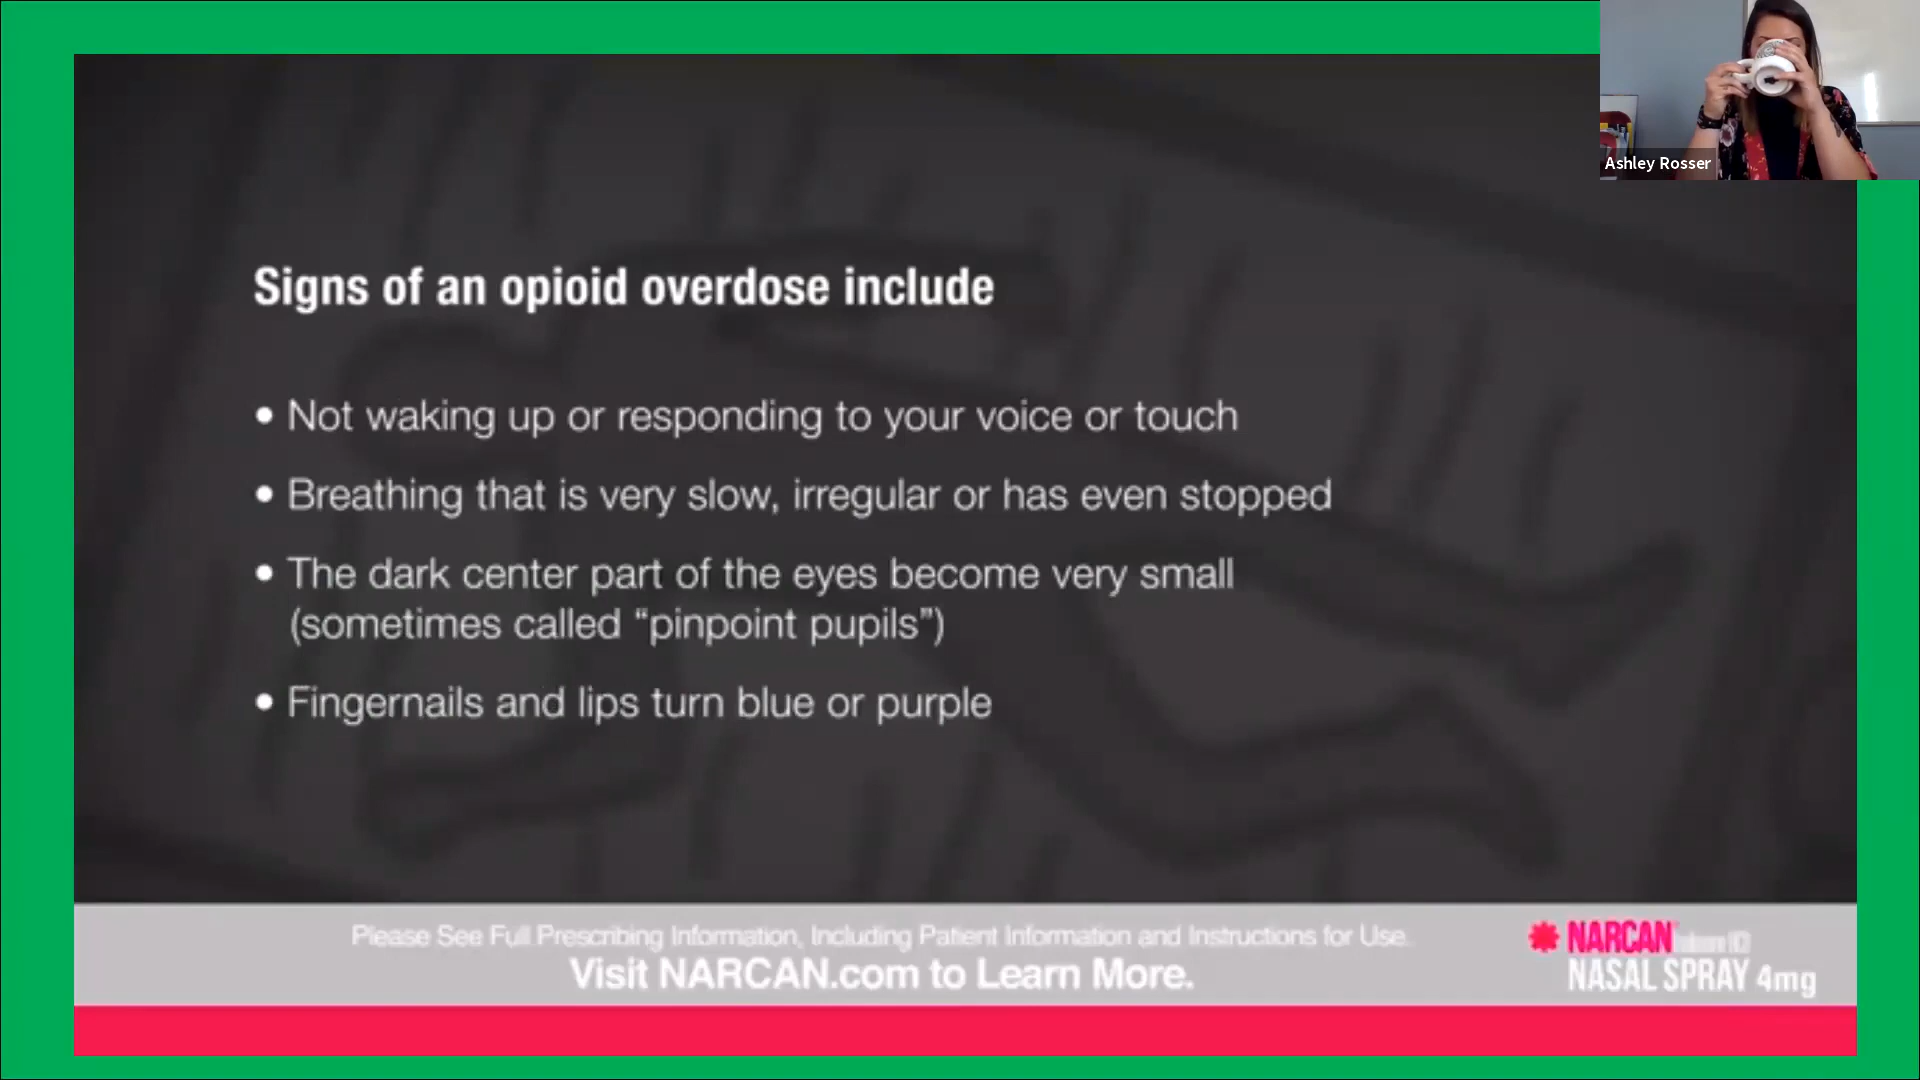 Ashley Rosser
Signs of an opioid overdose include
• Not waking up or responding to your voice or touch
• Breathing that is very slow, irregular or has even stopped
• The dark center part of the eyes become very small
(sometimes called “pinpoint pupils”)
• Fingernails and lips turn blue or purple
Please See Full Prescribing Information, Including Patient Information and Instructions for Use.
Visit NARCAN.com to Learn More.
NARCAN
NASAL SPRAY 4mg